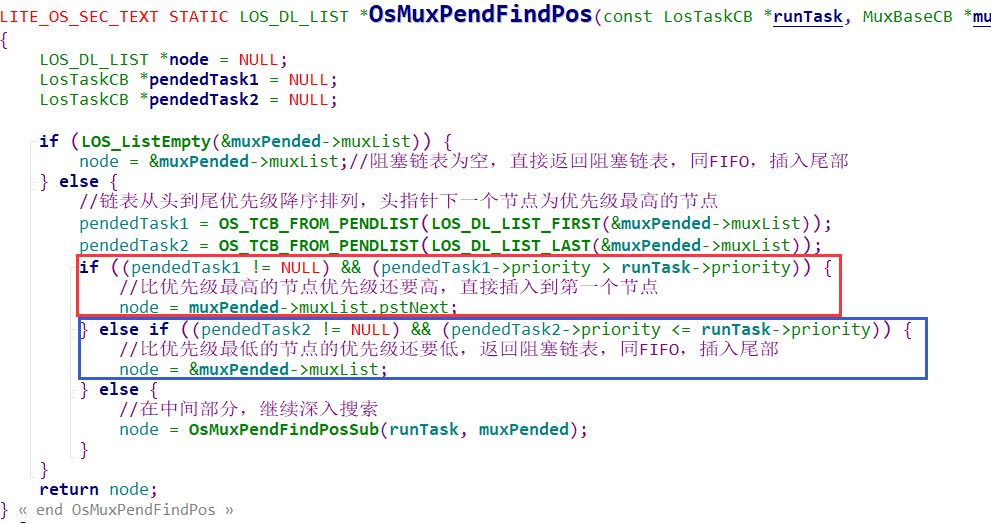 LITE_OS_SEC_TEXT STATIC LOS_DL_LIST *OsMuxPendFindPos(const LosTaskCB *runTask, MuxBaseCB *mu
{
    LOS_DL_LIST *node = NULL;
    LosTaskCB *pendedTask1 = NULL;
    LosTaskCB *pendedTask2 = NULL;
    if (LOS_ListEmpty(&muxPended->muxList)) {
        node = &muxPended->muxList;//阻塞链表为空，直接返回阻塞链表，同FIFO，插入尾部
    } else {
        //链表从头到尾优先级降序排列，头指针下一个节点为优先级最高的节点
        pendedTask1 = OS_TCB_FROM_PENDLIST(LOS_DL_LIST_FIRST(&muxPended->muxList));
        pendedTask2 = OS_TCB_FROM_PENDLIST(LOS_DL_LIST_LAST(&muxPended->muxList));
        if ((pendedTask1 != NULL) && (pendedTask1->priority > runTask->priority)) {
            //比优先级最高的节点优先级还要高，直接插入到第一个节点
            node = muxPended->muxList.pstNext;
        } else if ((pendedTask2 != NULL) && (pendedTask2->priority <= runTask->priority)) {
            //比优先级最低的节点的优先级还要低，返回阻塞链表，同FIFO，插入尾部
            node = &muxPended->muxList;
        } else {
            //在中间部分，继续深入搜索
            node = OsMuxPendFindPosSub(runTask, muxPended);
        }
    }
    return node;
} « end OsMuxPendFindPos »